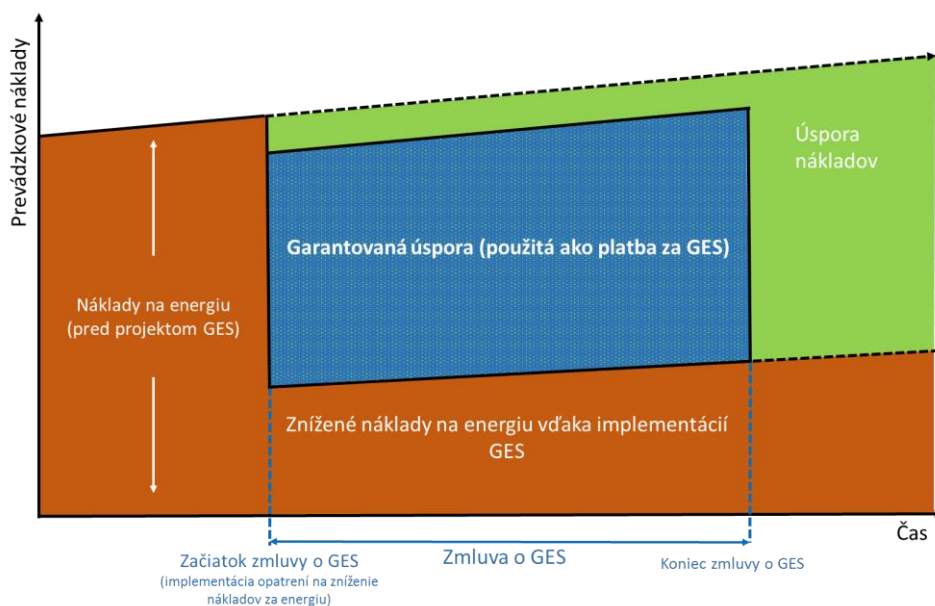 Prevádzkové náklady
Úspora
nákladov
Garantovaná úspora (použitá ako platba za GES)
Náklady na energiu
(pred projektom GES)
Znížené náklady na energiu vďaka implementácií
GES
Čas
Začiatok zmluvy o GES
(implementácia opatrení na zníženie
nákladov za energiu)
Zmluva o GES
Koniec zmluvy o GES